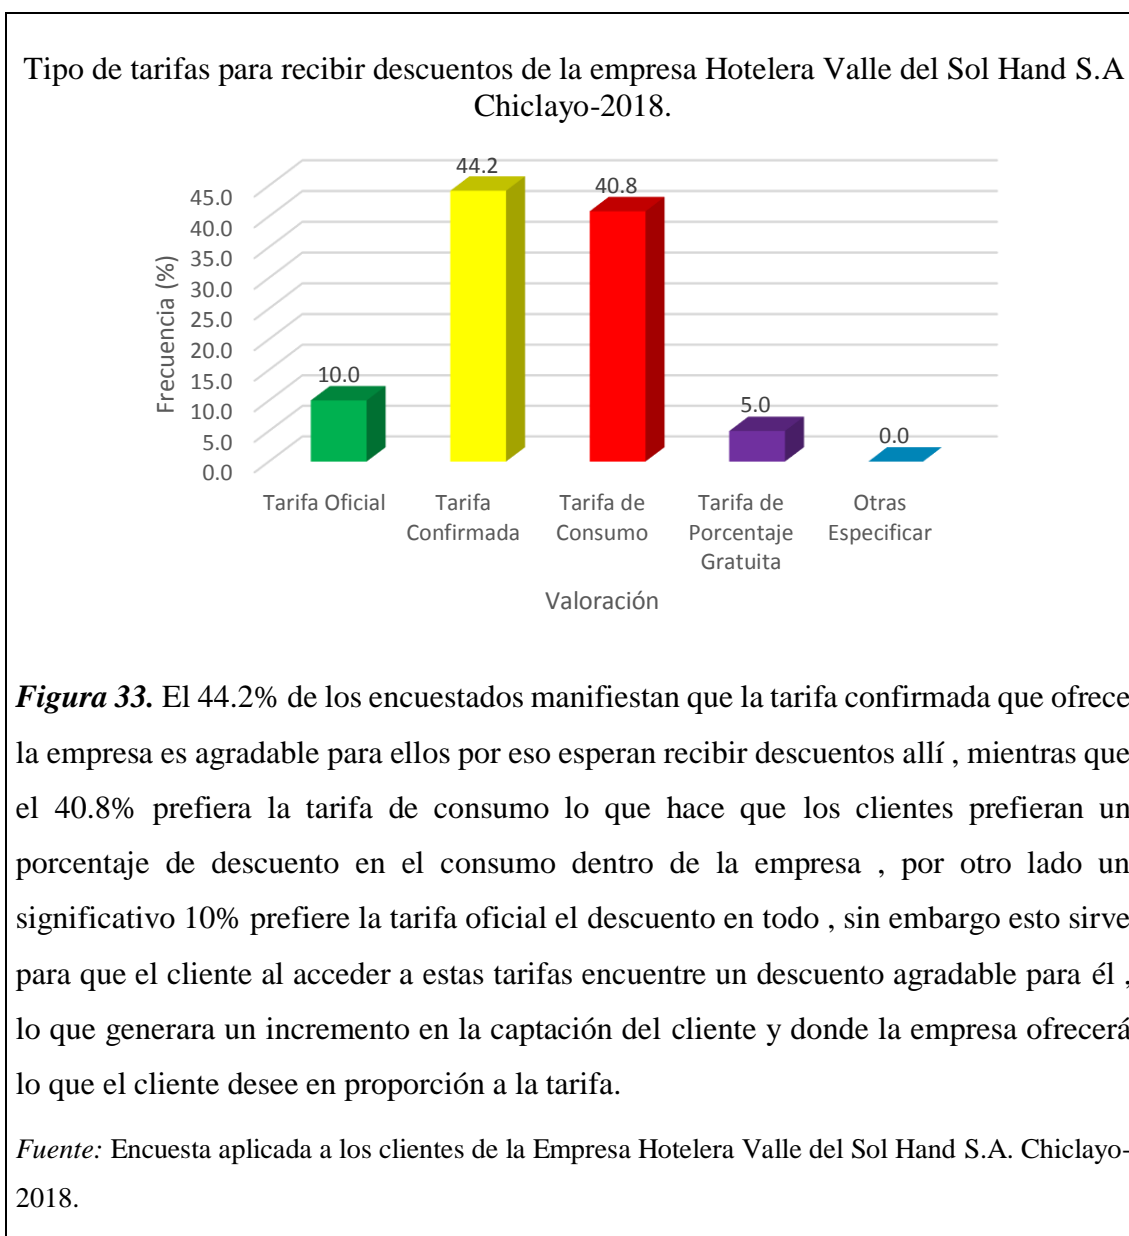 Tipo de tarifas para recibir descuentos de la empresa Hotelera Valle del Sol Hand S.A
Chiclayo-2018.
Frecuencia (%)
45.0
40.0
35.0
30.0
25.0
20.0
15.0
10.0
5.0
0.0
10.0
44.2
40.8
5.0
0.0
Tarifa Oficial
Tarifa
Confirmada
Tarifa de
Consumo
Tarifa de
Porcentaje
Gratuita
Otras
Especificar
Valoración
Figura 33. El 44.2% de los encuestados manifiestan que la tarifa confirmada que ofrece
la empresa es agradable para ellos por eso esperan recibir descuentos allí , mientras que
el 40.8% prefiera la tarifa de consumo lo que hace que los clientes prefieran un
porcentaje de descuento en el consumo dentro de la empresa , por otro lado un
significativo 10% prefiere la tarifa oficial el descuento en todo , sin embargo esto sirve
para que el cliente al acceder a estas tarifas encuentre un descuento agradable para él ,
lo que generara un incremento en la captación del cliente y donde la empresa ofrecerá
lo que el cliente desee en proporción a la tarifa.
Fuente: Encuesta aplicada a los clientes de la Empresa Hotelera Valle del Sol Hand S.A. Chiclayo-
2018.